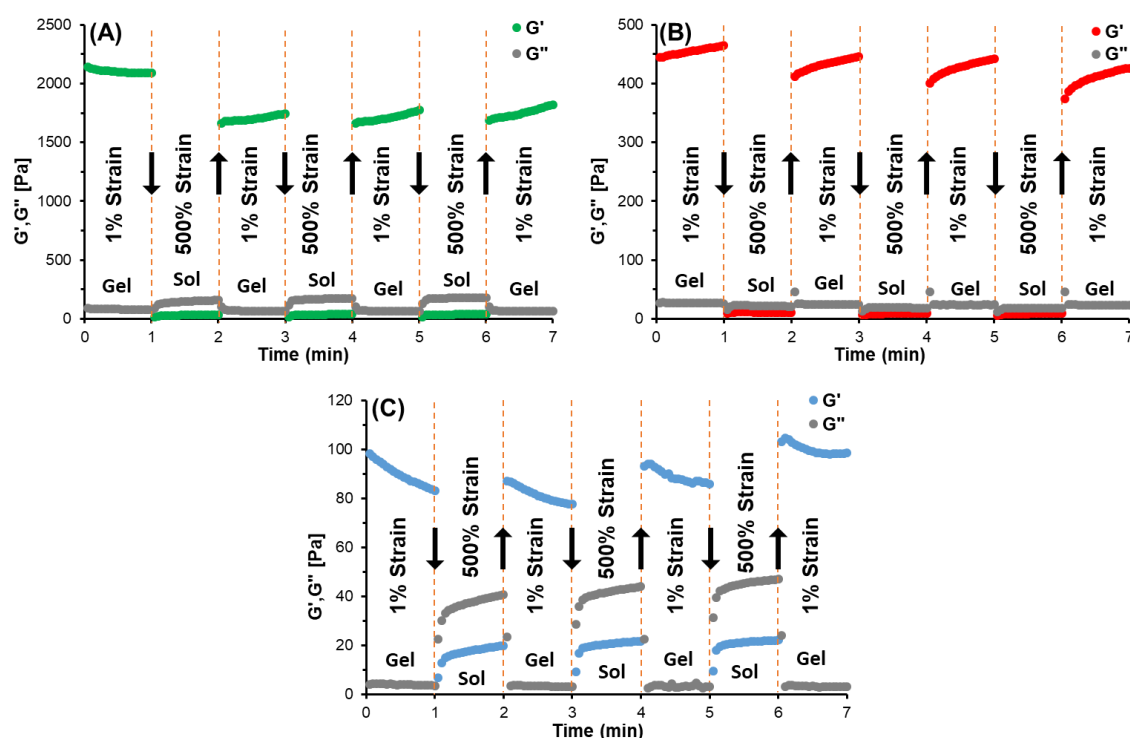 (A)
G'
G"
2500
2000
1500
1000
500
0
G',G" [Pa]
1% Strain
500% Strain
1% Strain
500% Strain
1% Strain
500% Strain
1% Strain
Gel
Sol
Gel
Sol
Gel
Sol
Gel
0 1 2 3 4 5 6 7
Time (min)
(B)
G'
G"
500
400
300
200
100
0
G',G" [Pa]
1% Strain
500% Strain
1% Strain
500% Strain
1% Strain
500% Strain
1% Strain
Gel
Sol
Gel
Sol
Gel
Sol
Gel
0 1 2 3 4 5 6 7
Time (min)
(C)
G'
G"
120
100
80
60
40
20
0
G',G" [Pa]
1% Strain
500% Strain
1% Strain
500% Strain
1% Strain
500% Strain
1% Strain
Gel
Sol
Gel
Sol
Gel
Sol
Gel
0 1 2 3 4 5 6 7
Time (min)